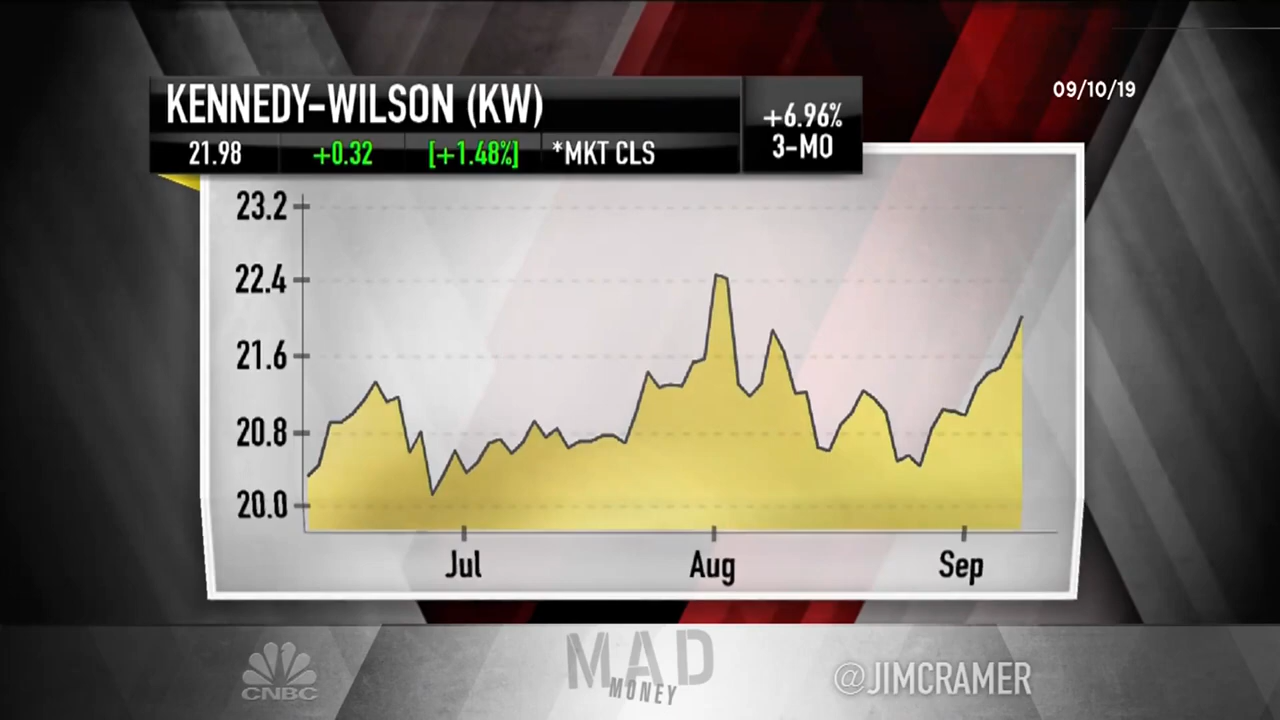 KENNEDY-WILSON (KW)
21.98 +0.32 [+1.48%] *MKT CLS
+6.96%
3-MO
09/10/19
23.2
22.4
21.6
20.8
20.0
Jul Aug Sep
CNBC
MAD
MONEY
@JIMCRAMER